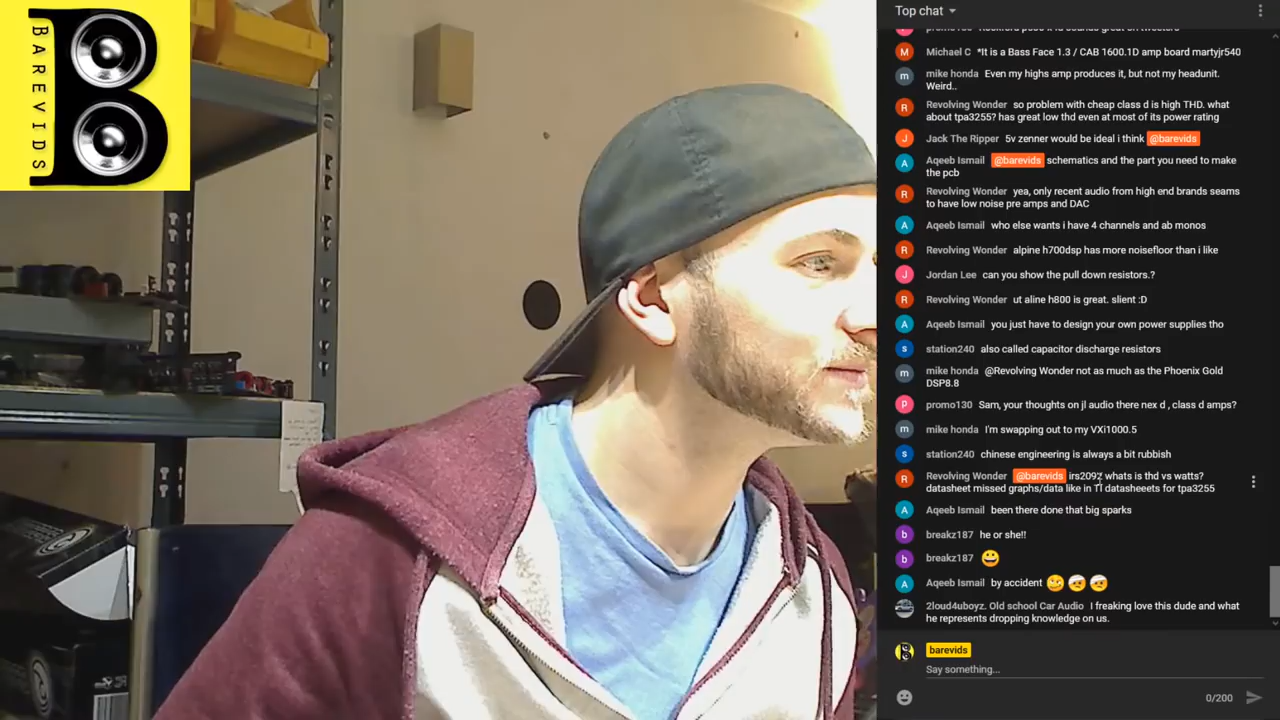 BAREVIDS
Top chat
Michael C *It is a Bass Face 1.3 / CAB 1600.1D amp board martyjr540
mike honda Even my highs amp produces it, but not my headunit.
Weird..
Revolving Wonder so problem with cheap class d is high THD. what
about tpa3255? has great low thd even at most of its power rating
Jack The Ripper 5v zenner would be ideal i think @barevids
Aqeeb Ismail @barevids schematics and the part you need to make
the pcb
Revolving Wonder yea, only recent audio from high end brands seams
to have low noise pre amps and DAC
Aqeeb Ismail who else wants i have 4 channels and ab monos
Revolving Wonder alpine h700dsp has more noisefloor than i like
Jordan Lee can you show the pull down resistors.?
Revolving Wonder ut aline h800 is great. slient :D
Aqeeb Ismail you just have to design your own power supplies tho
station240 also called capacitor discharge resistors
mike honda @Revolving Wonder not as much as the Phoenix Gold
DSP8.8
promo130 Sam, your thoughts on jl audio there nex d , class d amps?
mike honda I'm swapping out to my VXi1000.5
station240 chinese engineering is always a bit rubbish
Revolving Wonder @barevids whats is thd vs watts?
datasheet missed graphs/data like in TI datasheeets for tpa3255
Aqeeb Ismail been there done that big sparks
breakz187 he or she!!
breakz187 😀
Aqeeb Ismail by accident 🥴🤕🤕
2loud4uboyz. Old school Car Audio I freaking love this dude and what
he represents dropping knowledge on us.
barevids
Say something...
0/200